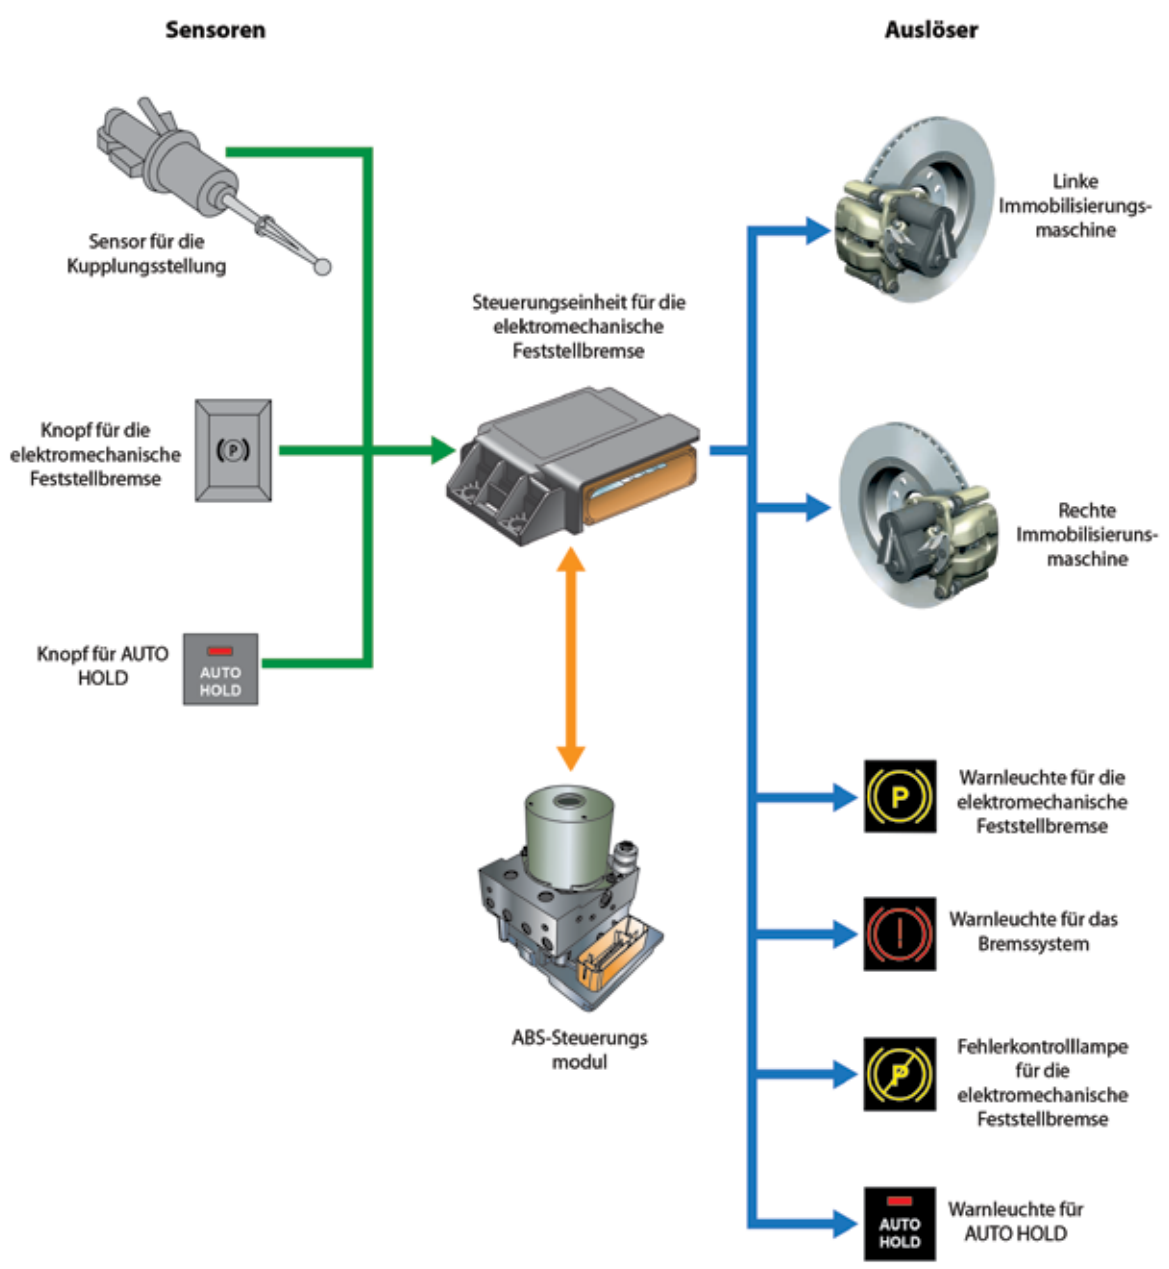 Sensoren
Auslöser
Sensor für die
Kupplungsstellung
Linke
Immobilisierungs-
maschine
Steuerungseinheit für die
elektromechanische
Feststellbremse
Knopf für die
elektromechanische
Feststellbremse
P
Rechte
Immobilisieruns-
maschine
Knopf für AUTO
HOLD
AUTO
HOLD
P
Warnleuchte für die
elektromechanische
Feststellbremse
Warnleuchte für das
Bremssystem
ABS-Steuerungs
modul
P
Fehlerkontrolllampe
für die
elektromechanische
Feststellbremse
AUTO
HOLD
Warnleuchte für
AUTO HOLD